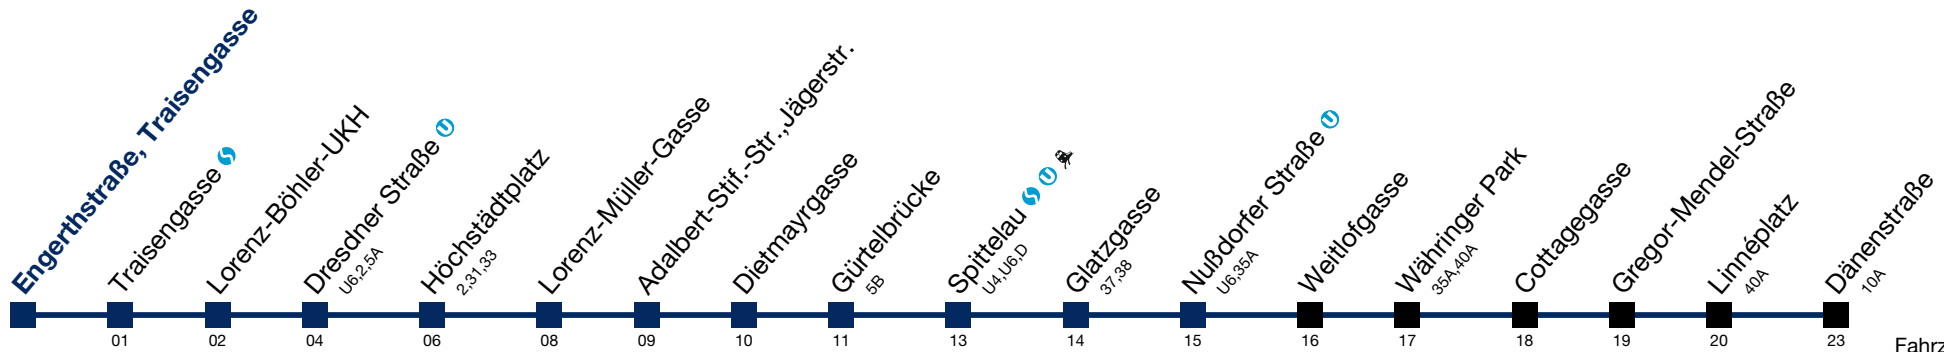 Engerthstraße, Traisengasse
Traisengasse
Lorenz-Böhler-UKH
Dresdner Straße
U6,2,5A
Höchstädtplatz
2,31,33
Lorenz-Müller-Gasse
Adalbert-Stif.-Str.,Jägerstr.
Dietmayrgasse
Gürtelbrücke
5B
Spittelau
U4,U6,D
Glatzgasse
37,38
Nußdorfer Straße
U6,35A
Weitlofgasse
Währinger Park
35A,40A
Cottagegasse
Gregor-Mendel-Straße
Linnéplatz
40A
Dänenstraße
10A
01 02 04 06 08 09 10 11 13 14 15 16 17 18 19 20 23
Fahrz